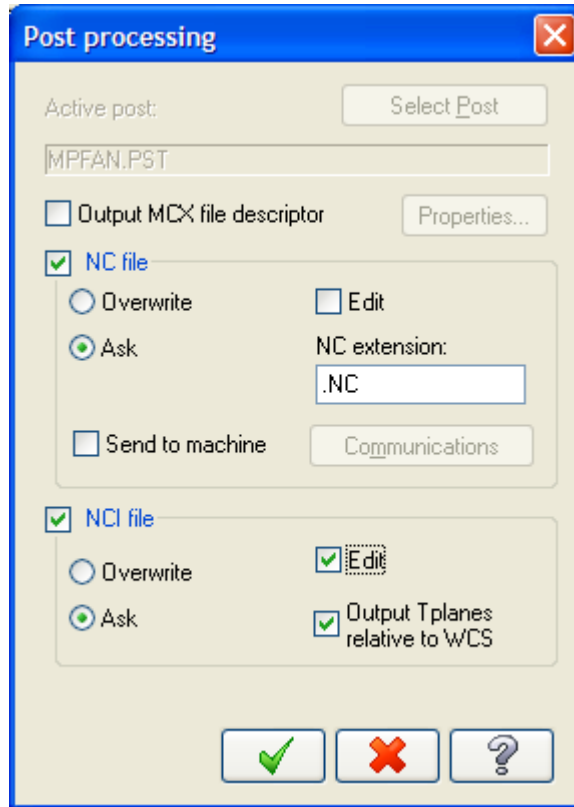 Post processing
Active post:
Select Post
MPFAN.PST
Output MCX file descriptor
Properties...
NC file
Overwrite
Edit
Ask
NC extension:
.NC
Send to machine
Communications
NCI file
Overwrite
Edit
Ask
Output Tplanes
relative to WCS